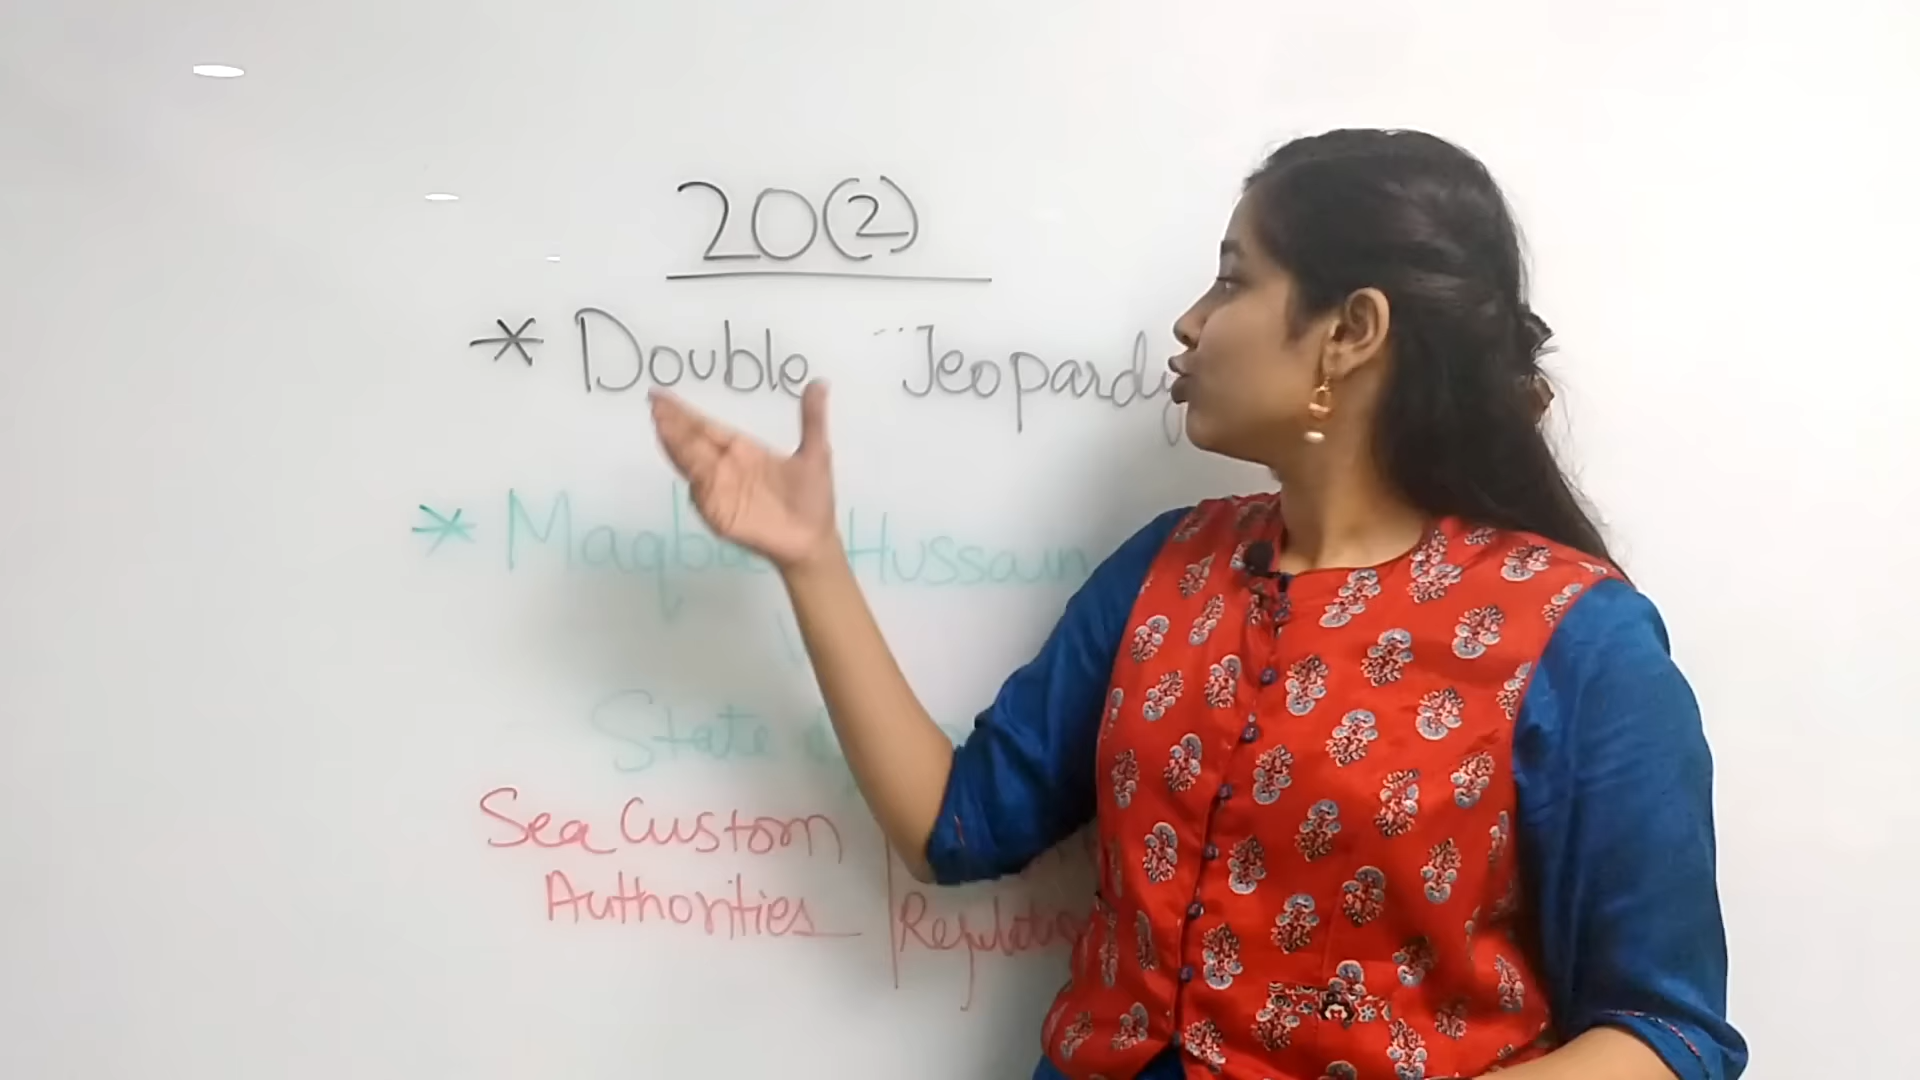 20(2)
* Double Jeopardy
* Maqbool Hussain
State
Sea Custom
Authorities